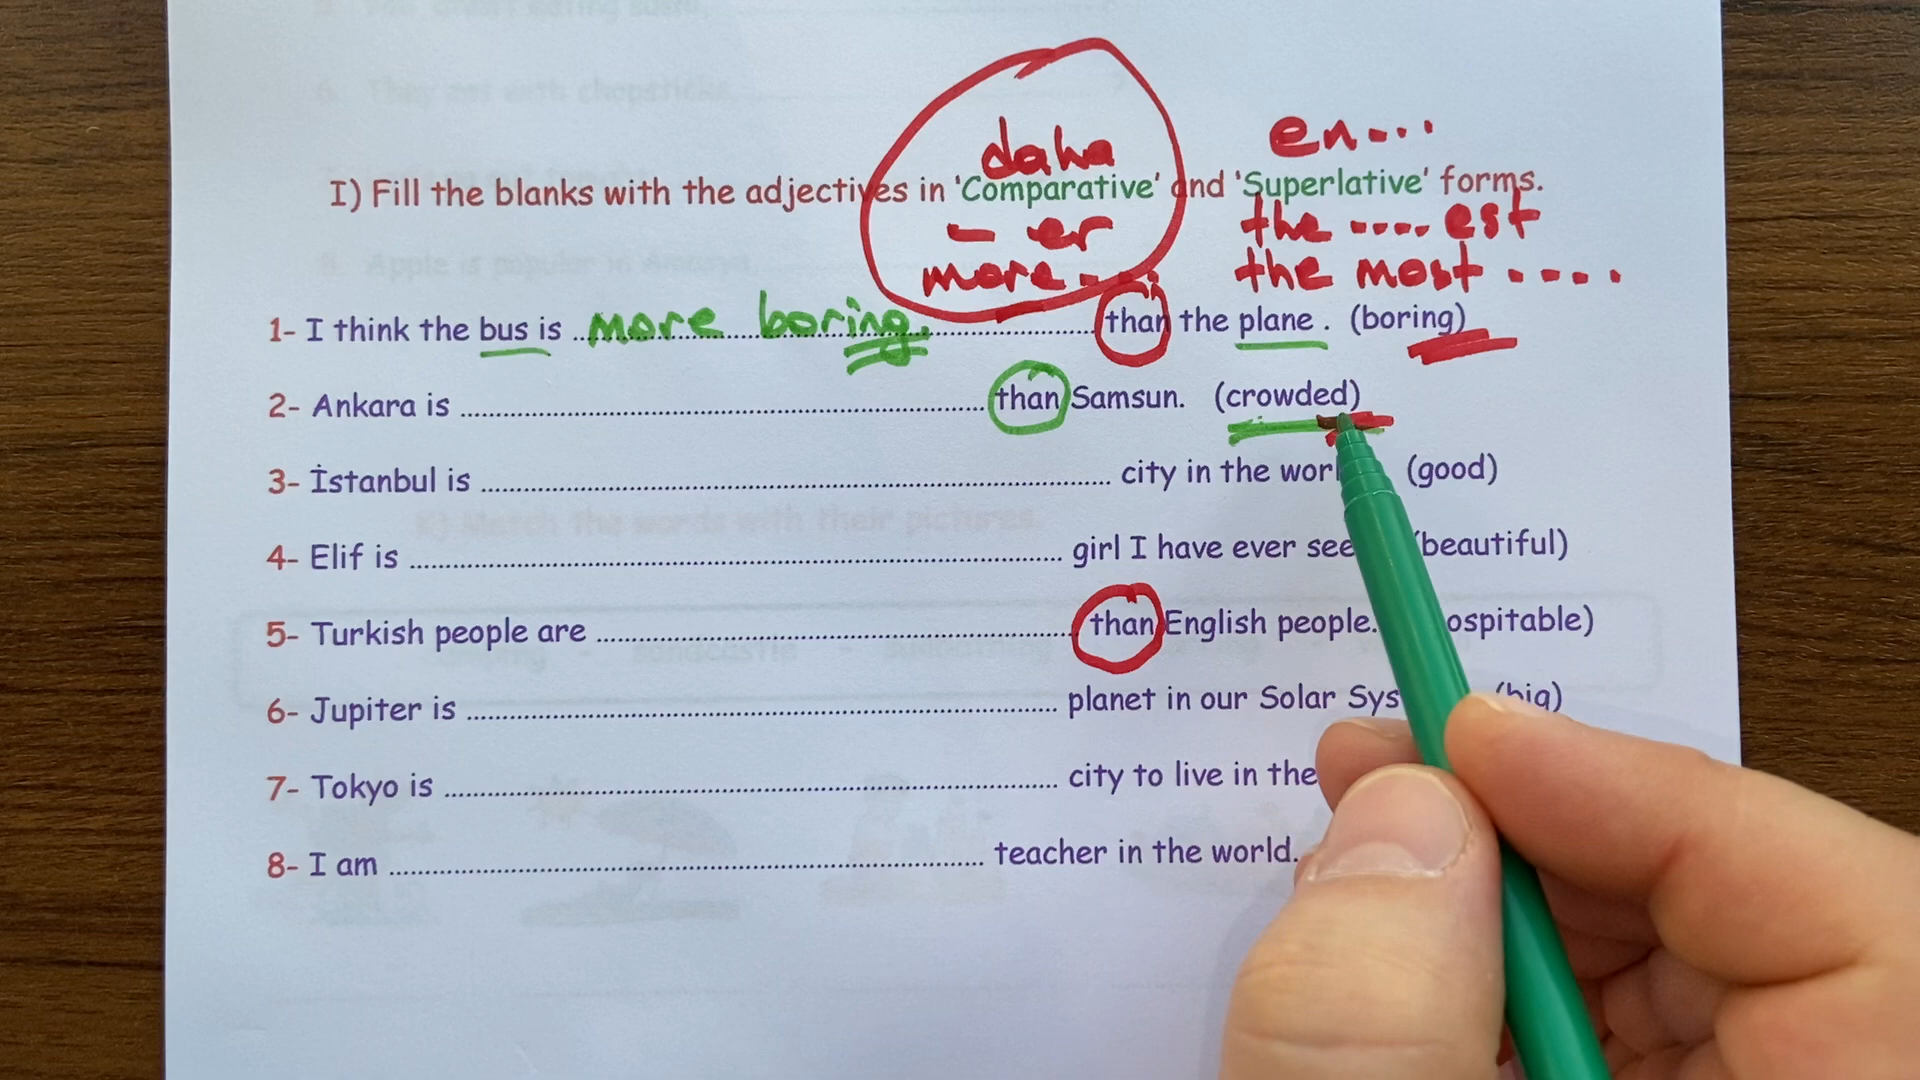 daha en...
I) Fill the blanks with the adjectives in 'Comparative' and 'Superlative' forms.
- er the .... est
more.... the most ....
1- I think the bus is more boring. than the plane . (boring)
2- Ankara is .......... than Samsun. (crowded)
3- İstanbul is .......... city in the (good)
4- Elif is .......... girl I have ever (beautiful)
5- Turkish people are .......... than English people.
6- Jupiter is .......... planet in our Solar (big)
7- Tokyo is .......... city to live in the
8- I am .......... teacher in the world.